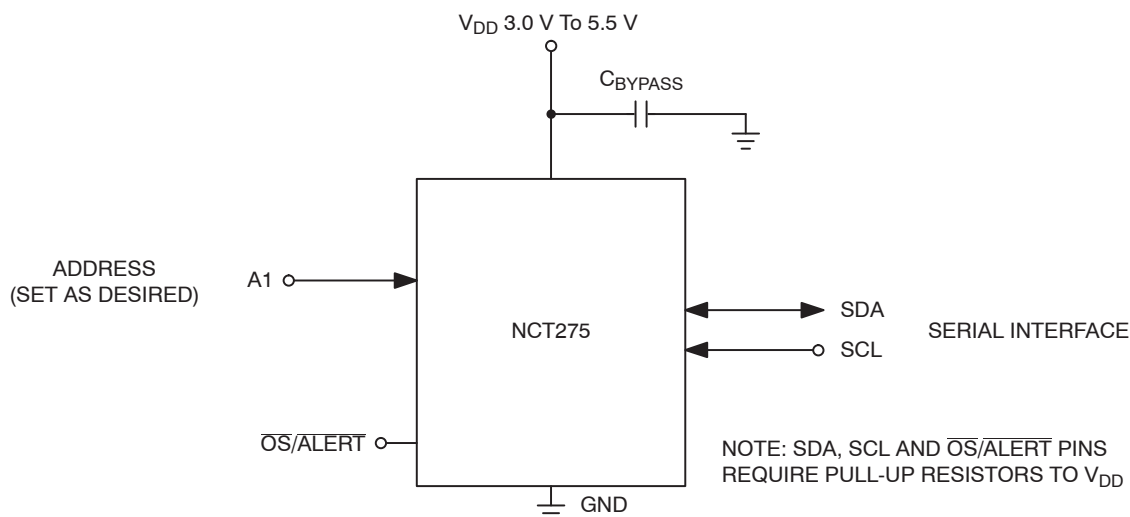 VDD 3.0 V To 5.5 V
CBYPASS
ADDRESS
(SET AS DESIRED)
A1
NCT275
SDA
SCL
SERIAL INTERFACE
OS/ALERT
NOTE: SDA, SCL AND OS/ALERT PINS
REQUIRE PULL-UP RESISTORS TO VDD
GND